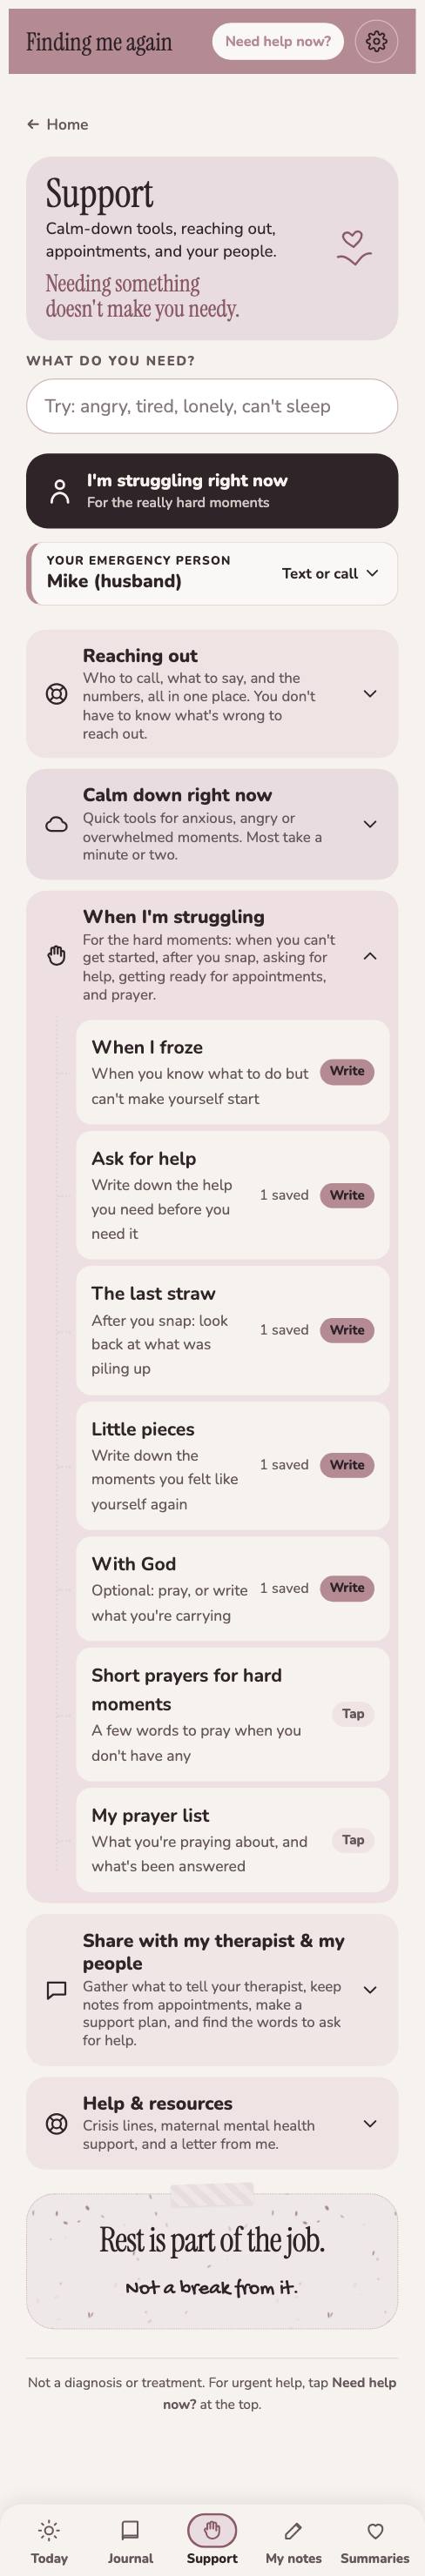 Finding me again
Need help now?
← Home
Support
Calm-down tools, reaching out,
appointments, and your people.
Needing something
doesn't make you needy.
WHAT DO YOU NEED?
Try: angry, tired, lonely, can't sleep
I'm struggling right now
For the really hard moments
YOUR EMERGENCY PERSON
Mike (husband)
Text or call
Reaching out
Who to call, what to say, and the
numbers, all in one place. You don't
have to know what's wrong to
reach out.
Calm down right now
Quick tools for anxious, angry or
overwhelmed moments. Most take a
minute or two.
When I'm struggling
For the hard moments: when you can't
get started, after you snap, asking for
help, getting ready for appointments,
and prayer.
When I froze
When you know what to do but
can't make yourself start
Write
Ask for help
Write down the help
you need before you
need it
1 saved
Write
The last straw
After you snap: look
back at what was
piling up
1 saved
Write
Little pieces
Write down the
moments you felt like
yourself again
1 saved
Write
With God
Optional: pray, or write
what you're carrying
1 saved
Write
Short prayers for hard
moments
A few words to pray when you
don't have any
Tap
My prayer list
What you're praying about, and
what's been answered
Tap
Share with my therapist & my
people
Gather what to tell your therapist, keep
notes from appointments, make a
support plan, and find the words to ask
for help.
Help & resources
Crisis lines, maternal mental health
support, and a letter from me.
Rest is part of the job.
Not a break from it.
Not a diagnosis or treatment. For urgent help, tap Need help
now? at the top.
Today
Journal
Support
My notes
Summaries